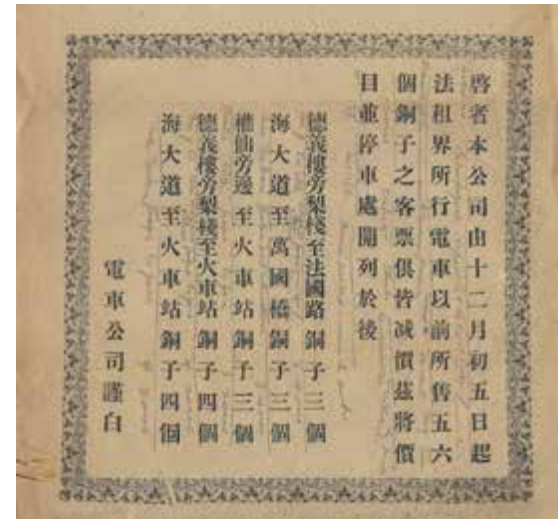 啓者本公司由十二月初五日起
法租界所行電車以前所售五六
個銅子之客票俱皆減價茲將價
目並停車處開列於後
德義樓旁梨棧至法國路銅子三個
海大道至萬國橋銅子三個
權仙旁邊至火車站銅子三個
德義樓旁梨棧至火車站銅子四個
海大道至火車站銅子四個
電車公司謹白